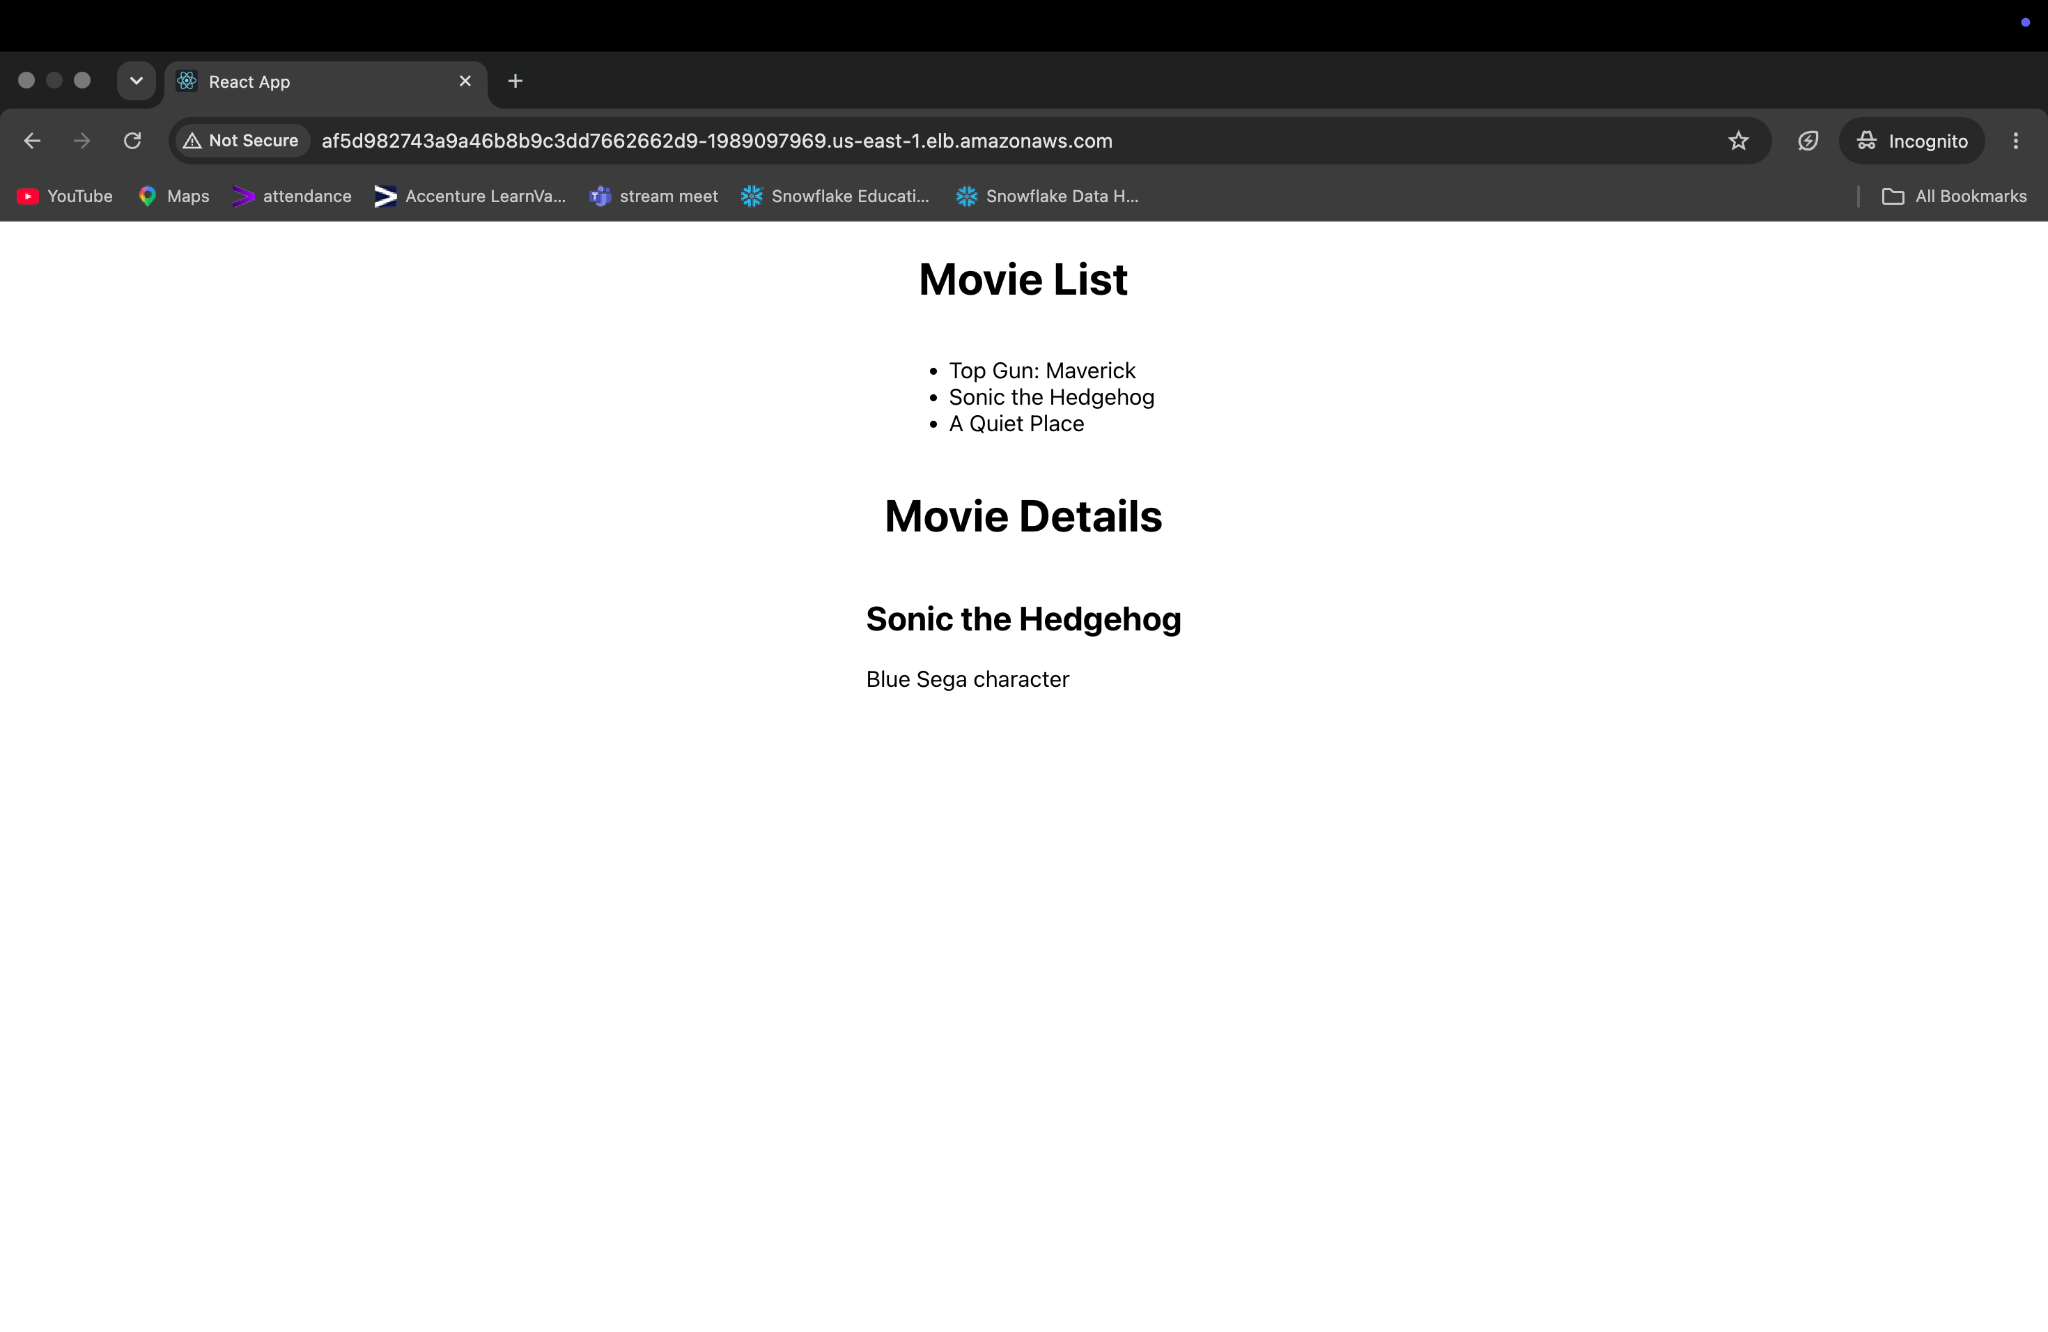 React App
Not Secure af5d982743a9a46b8b9c3dd7662662d9-1989097969.us-east-1.elb.amazonaws.com Incognito
YouTube Maps attendance Accenture LearnVa... stream meet Snowflake Educati... Snowflake Data H... All Bookmarks
Movie List
• Top Gun: Maverick
• Sonic the Hedgehog
• A Quiet Place
Movie Details
Sonic the Hedgehog
Blue Sega character